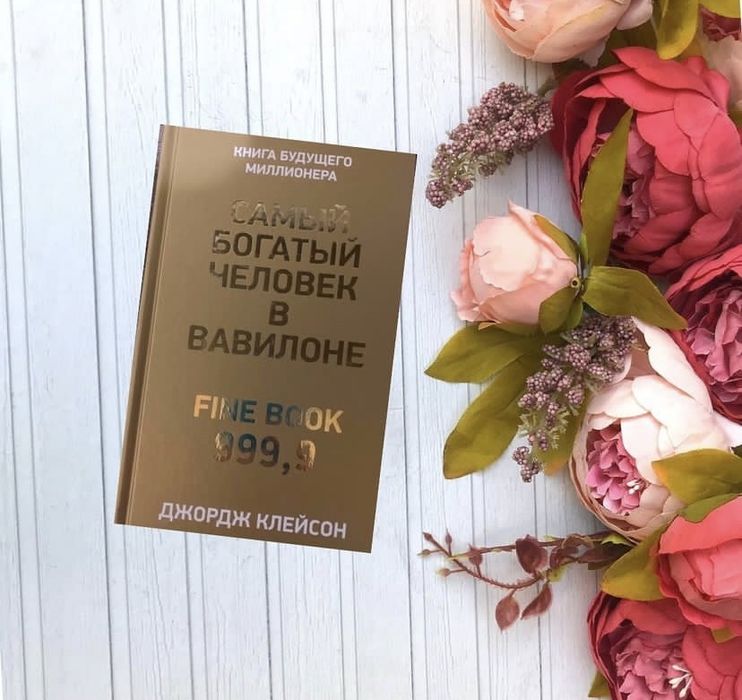 КНИГА БУДУЩЕГО
МИЛЛИОНЕРА
САМЫЙ
БОГАТЫЙ
ЧЕЛОВЕК
В
ВАВИЛОНЕ
FINE BOOK
999,9
ДЖОРДЖ КЛЕЙСОН